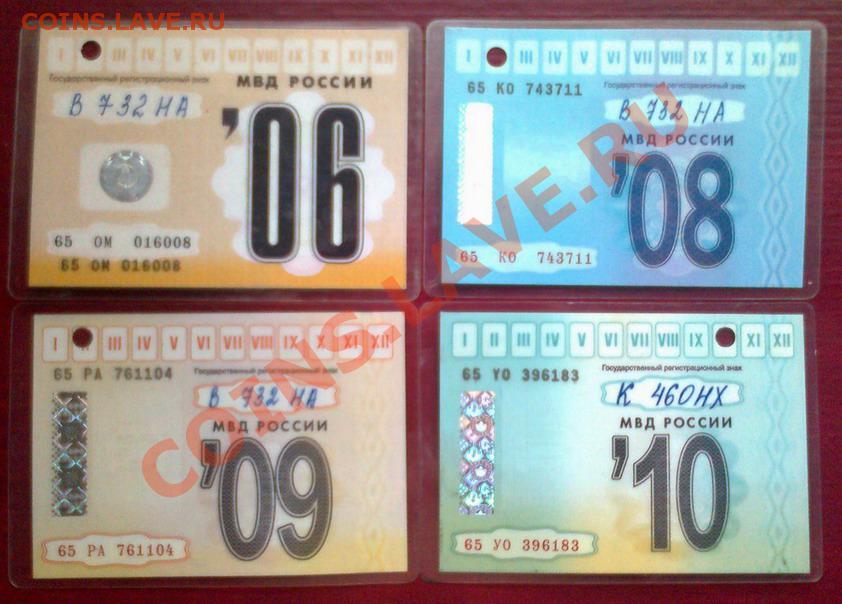 COINS.LAVE.RU
I III IV V VI VII VIII IX X XI XII
Государственный регистрационный знак
МВД РОССИИ
В 732 НА
'06
65 ОМ 016008
65 ОМ 016008
I III IV V VI VII VIII IX X XI XII
65 КО 743711
Государственный регистрационный знак
В 732 НА
МВД РОССИИ
'08
65 КО 743711
I III IV V VI VII VIII IX X XI XII
65 РА 761104
Государственный регистрационный знак
В 732 НА
МВД РОССИИ
'09
65 РА 761104
I II III IV V VI VII VIII IX XI XII
65 УО 396183
Государственный регистрационный знак
К 460НХ
МВД РОССИИ
'10
65 УО 396183
COINS.LAVE.RU